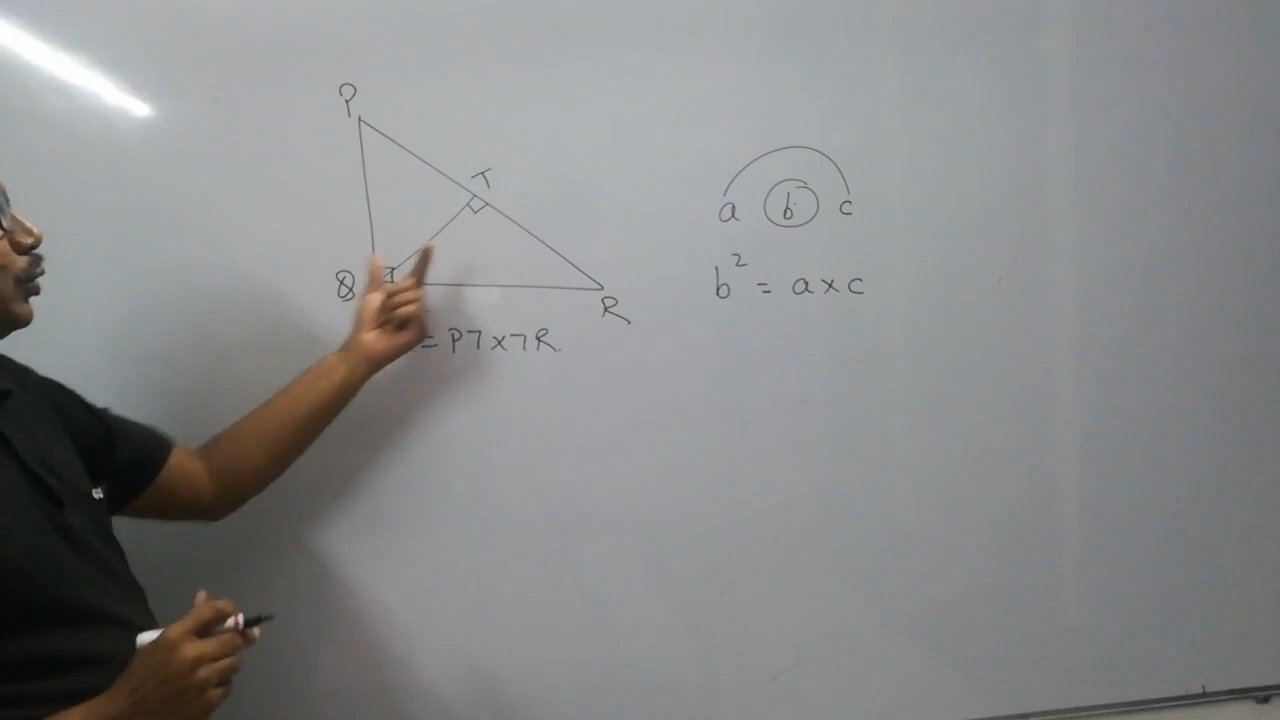 P
T
Q
R
= PT × TR.
a b c
b² = a × c